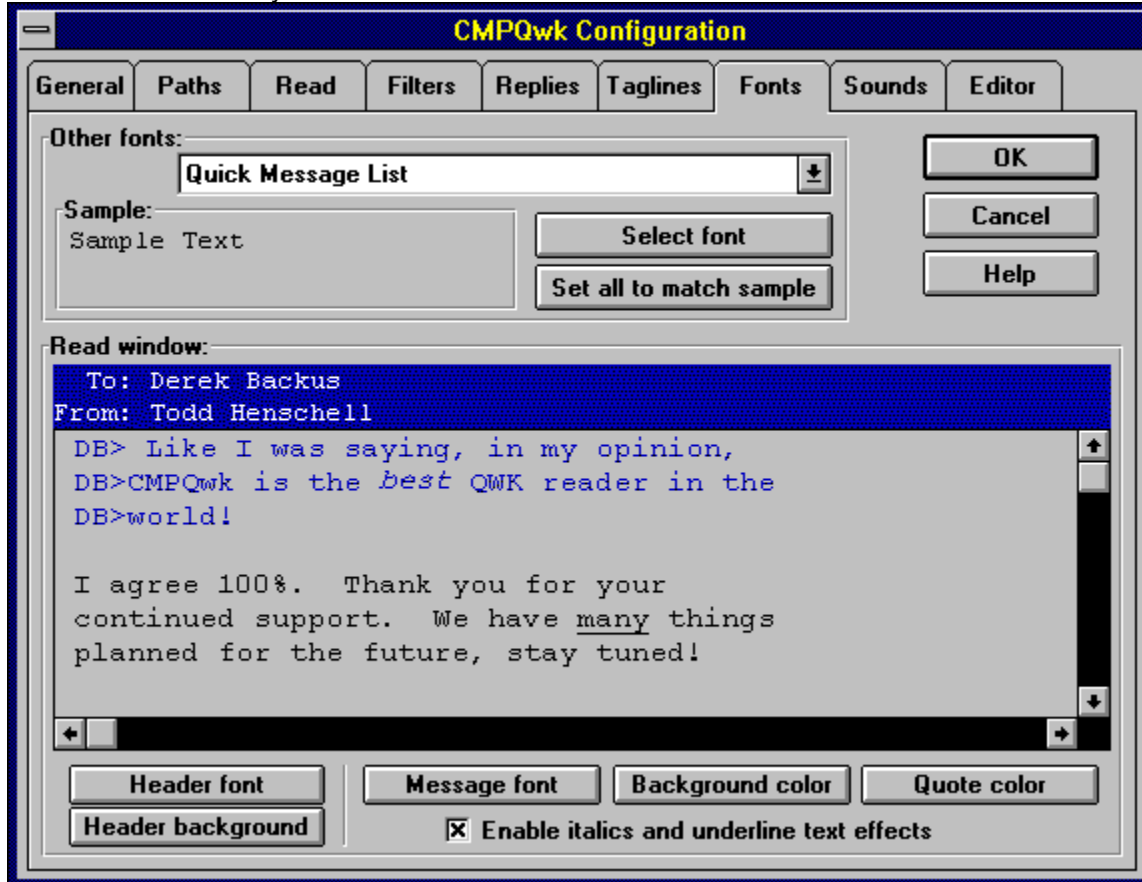 CMPQwk Configuration
General Paths Read Filters Replies Taglines Fonts Sounds Editor
Other fonts:
Quick Message List
OK
Sample:
Sample Text
Select font
Cancel
Set all to match sample
Help
Read window:
To: Derek Backus
From: Todd Henschell
DB> Like I was saying, in my opinion,
DB>CMPQwk is the best QWK reader in the
DB>world!
I agree 100%.  Thank you for your
continued support.  We have many things
planned for the future, stay tuned!
Header font Message font Background color Quote color
Header background Enable italics and underline text effects